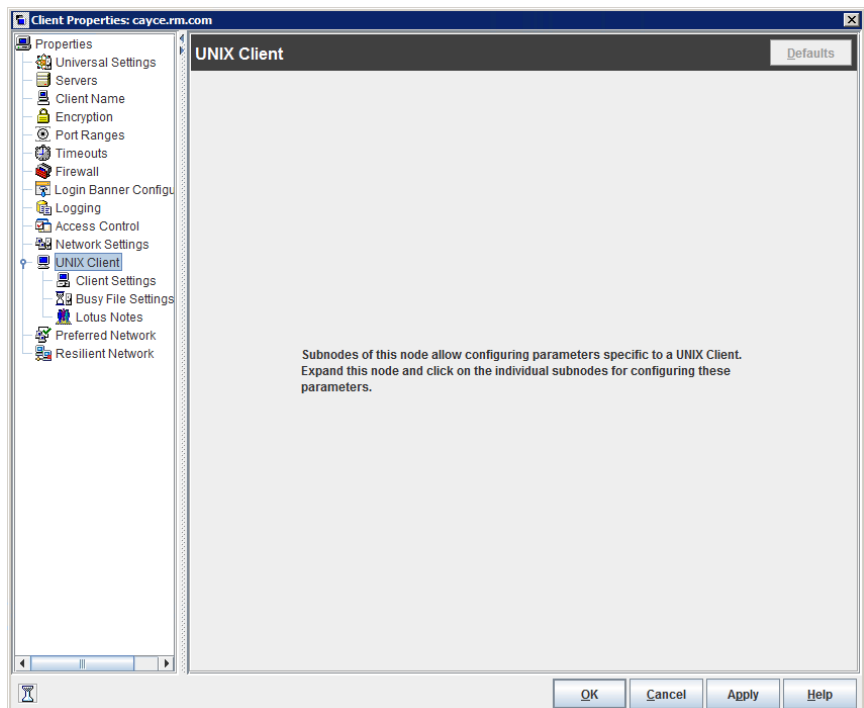 Client Properties: cayce.rm.com
Properties
Universal Settings
Servers
Client Name
Encryption
Port Ranges
Timeouts
Firewall
Login Banner Configu
Logging
Access Control
Network Settings
UNIX Client
Client Settings
Busy File Settings
Lotus Notes
Preferred Network
Resilient Network
UNIX Client
Defaults
Subnodes of this node allow configuring parameters specific to a UNIX Client.
Expand this node and click on the individual subnodes for configuring these
parameters.
OK
Cancel
Apply
Help